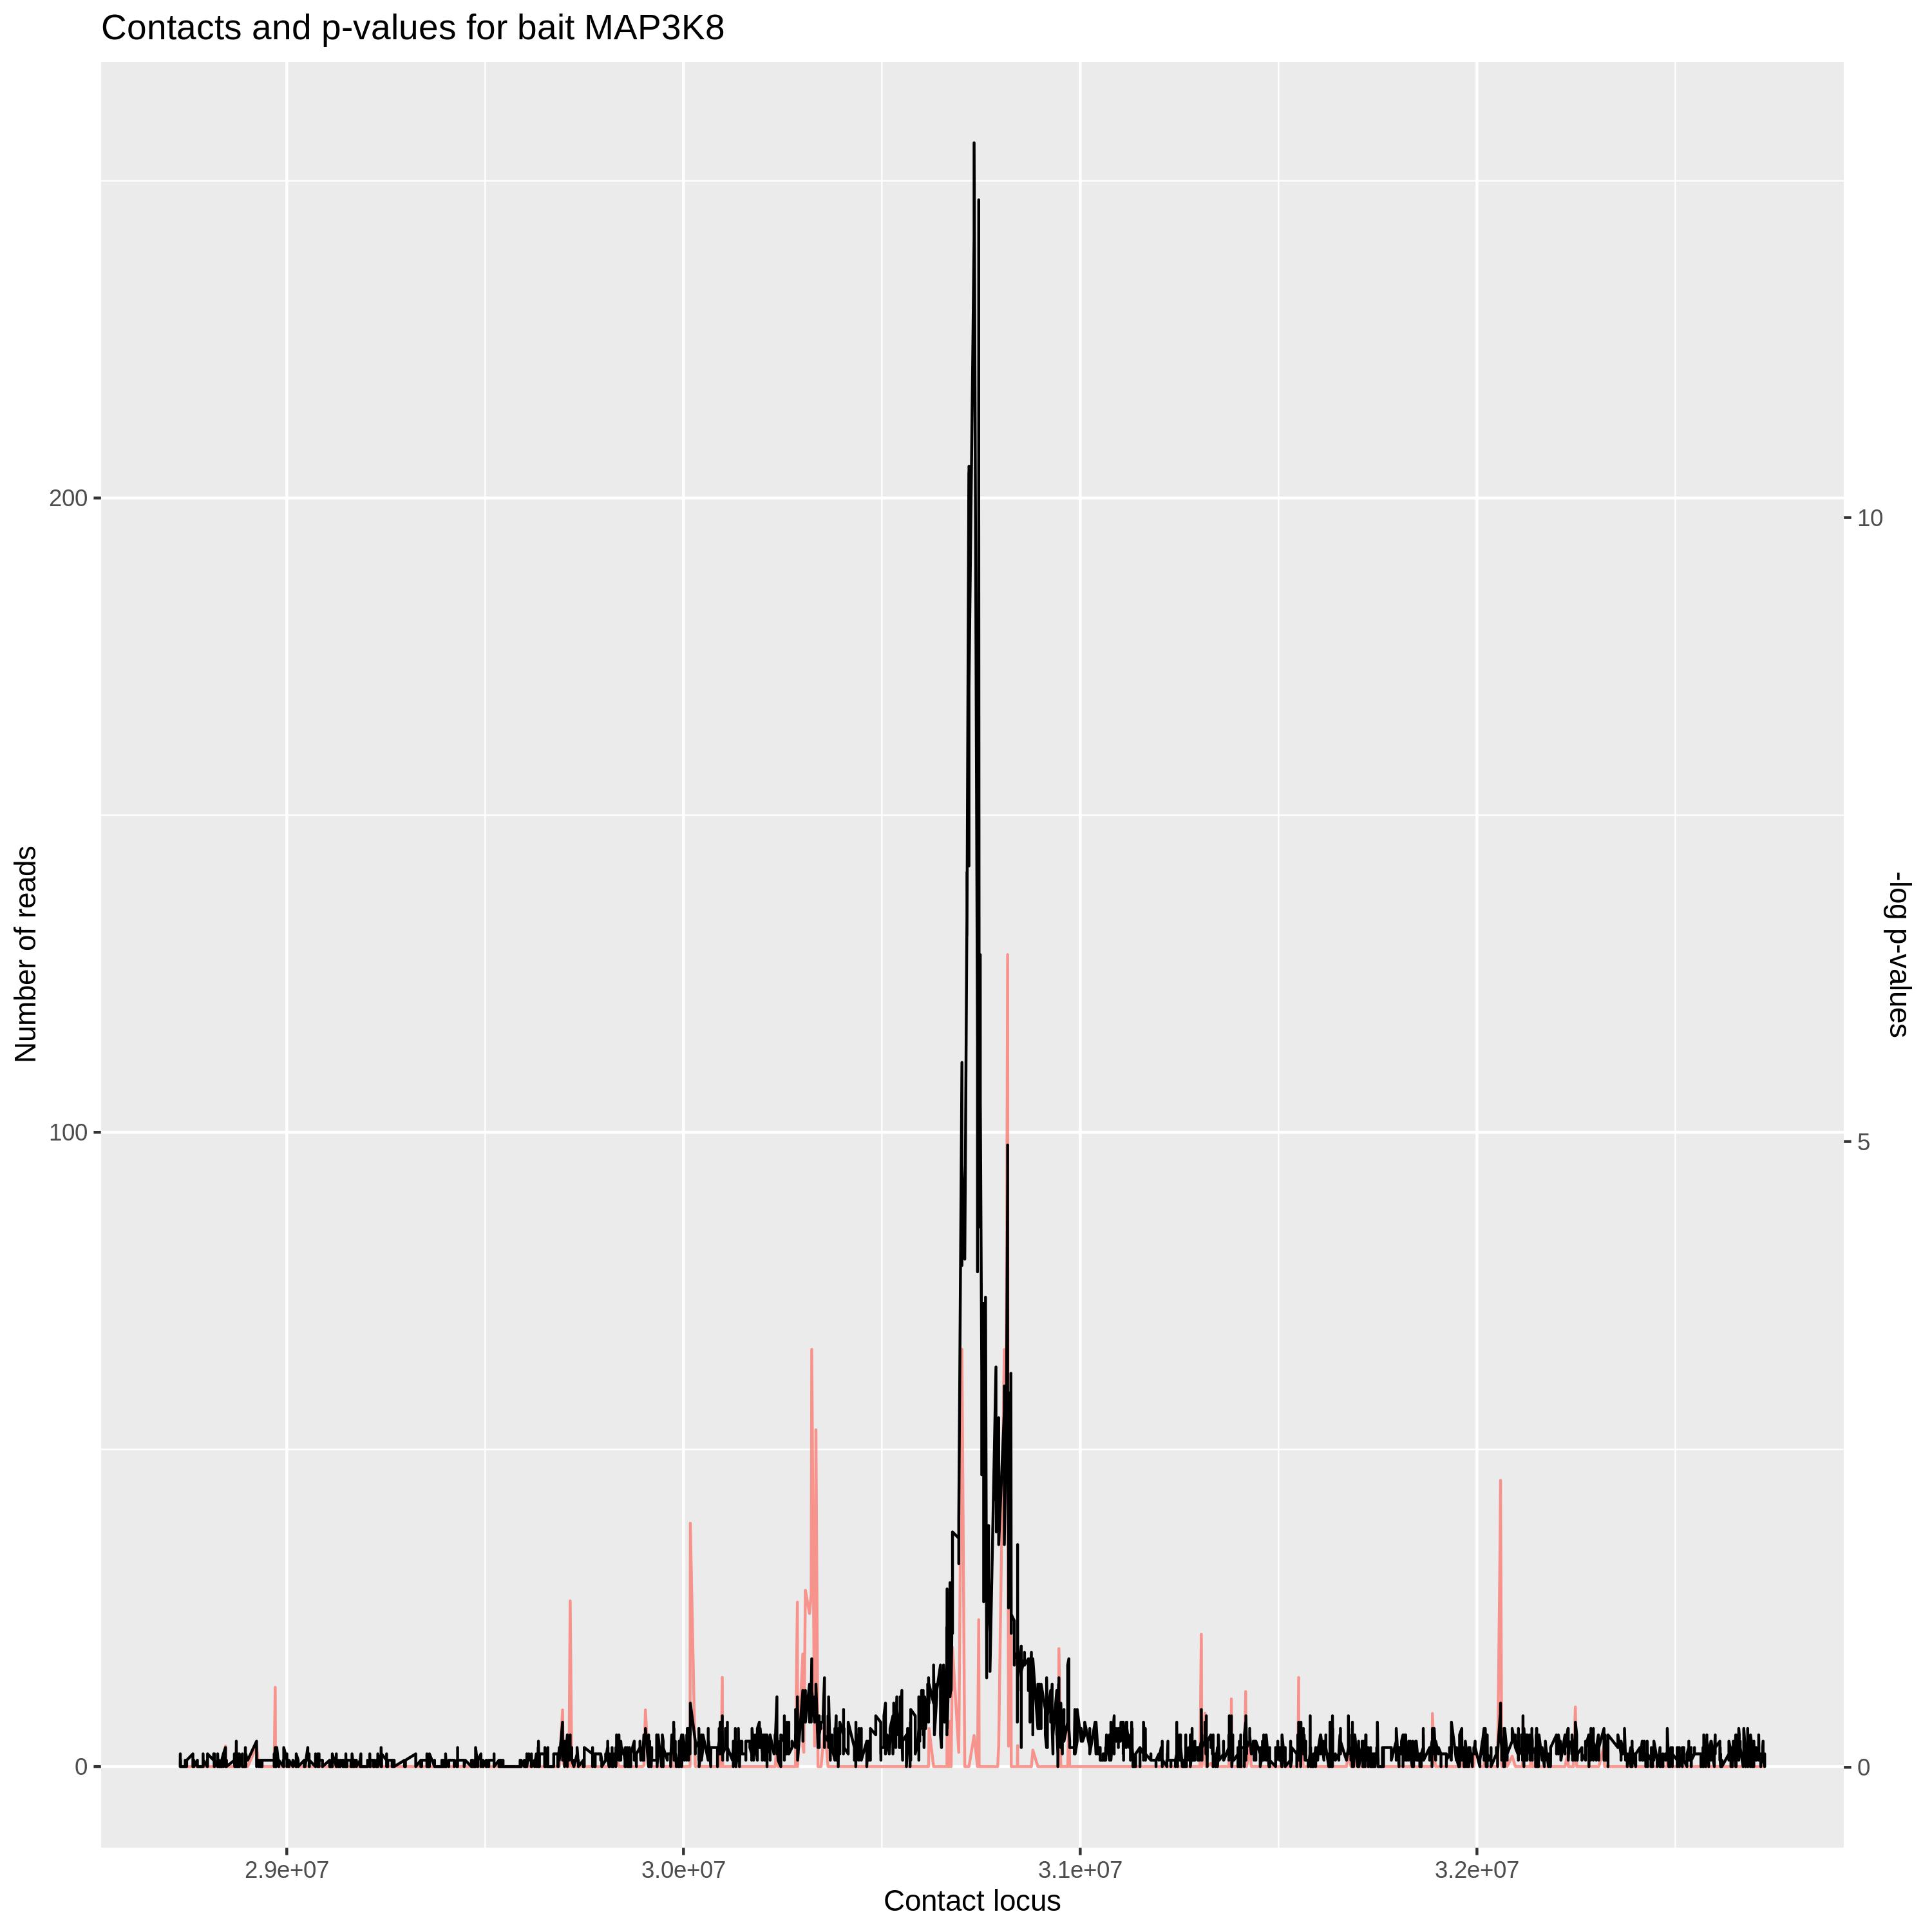 Contacts and p-values for bait MAP3K8
Number of reads
200
100
0
10
5
0
-log p-values
2.9e+07 3.0e+07 3.1e+07 3.2e+07
Contact locus